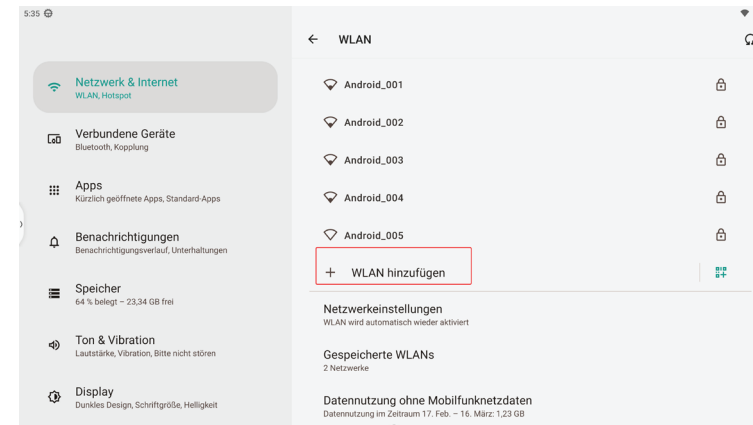 5:35
WLAN
Netzwerk & Internet
WLAN, Hotspot
Verbundene Geräte
Bluetooth, Kopplung
Apps
Kürzlich geöffnete Apps, Standard-Apps
Benachrichtigungen
Benachrichtigungsverlauf, Unterhaltungen
Speicher
64 % belegt – 23,34 GB frei
Ton & Vibration
Lautstärke, Vibration, Bitte nicht stören
Display
Dunkles Design, Schriftgröße, Helligkeit
Android_001
Android_002
Android_003
Android_004
Android_005
WLAN hinzufügen
Netzwerkeinstellungen
WLAN wird automatisch wieder aktiviert
Gespeicherte WLANs
2 Netzwerke
Datennutzung ohne Mobilfunknetzdaten
Datennutzung im Zeitraum 17. Feb. – 16. März: 1,23 GB